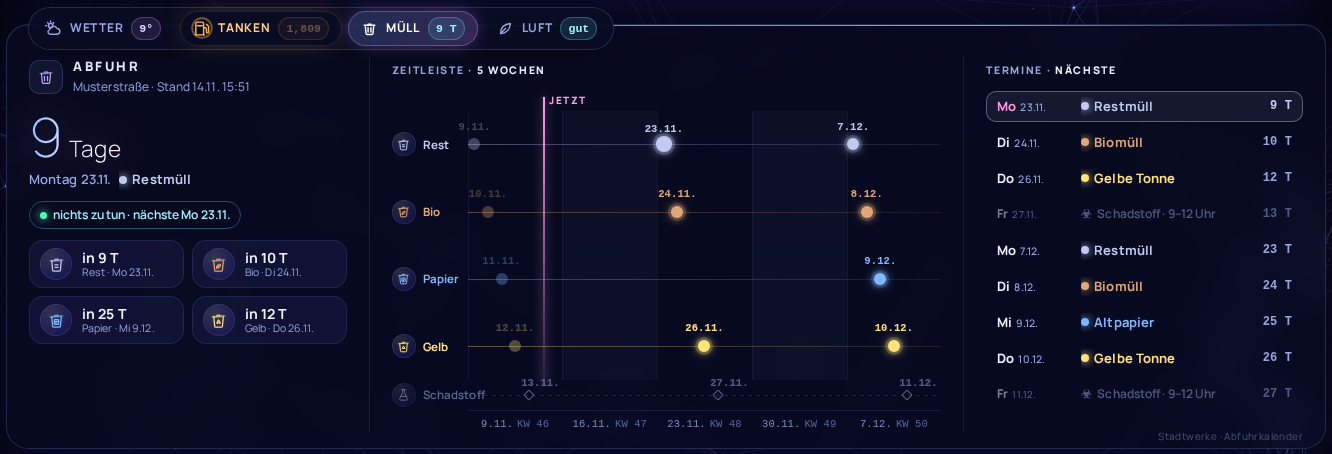 WETTER 9° TANKEN 1,809 MÜLL 9 T LUFT gut
ABFUHR
Musterstraße · Stand 14.11. 15:51
9 Tage
Montag 23.11. Restmüll
nichts zu tun · nächste Mo 23.11.
in 9 T
Rest · Mo 23.11.
in 10 T
Bio · Di 24.11.
in 25 T
Papier · Mi 9.12.
in 12 T
Gelb · Do 26.11.
ZEITLEISTE · 5 WOCHEN
JETZT
9.11. 23.11. 7.12.
Rest
10.11. 24.11. 8.12.
Bio
11.11. 9.12.
Papier
12.11. 26.11. 10.12.
Gelb
13.11. 27.11. 11.12.
Schadstoff
9.11. KW 46 16.11. KW 47 23.11. KW 48 30.11. KW 49 7.12. KW 50
TERMINE · NÄCHSTE
Mo 23.11. Restmüll 9 T
Di 24.11. Biomüll 10 T
Do 26.11. Gelbe Tonne 12 T
Fr 27.11. ☣ Schadstoff · 9–12 Uhr 13 T
Mo 7.12. Restmüll 23 T
Di 8.12. Biomüll 24 T
Mi 9.12. Altpapier 25 T
Do 10.12. Gelbe Tonne 26 T
Fr 11.12. ☣ Schadstoff · 9–12 Uhr 27 T
Stadtwerke · Abfuhrkalender